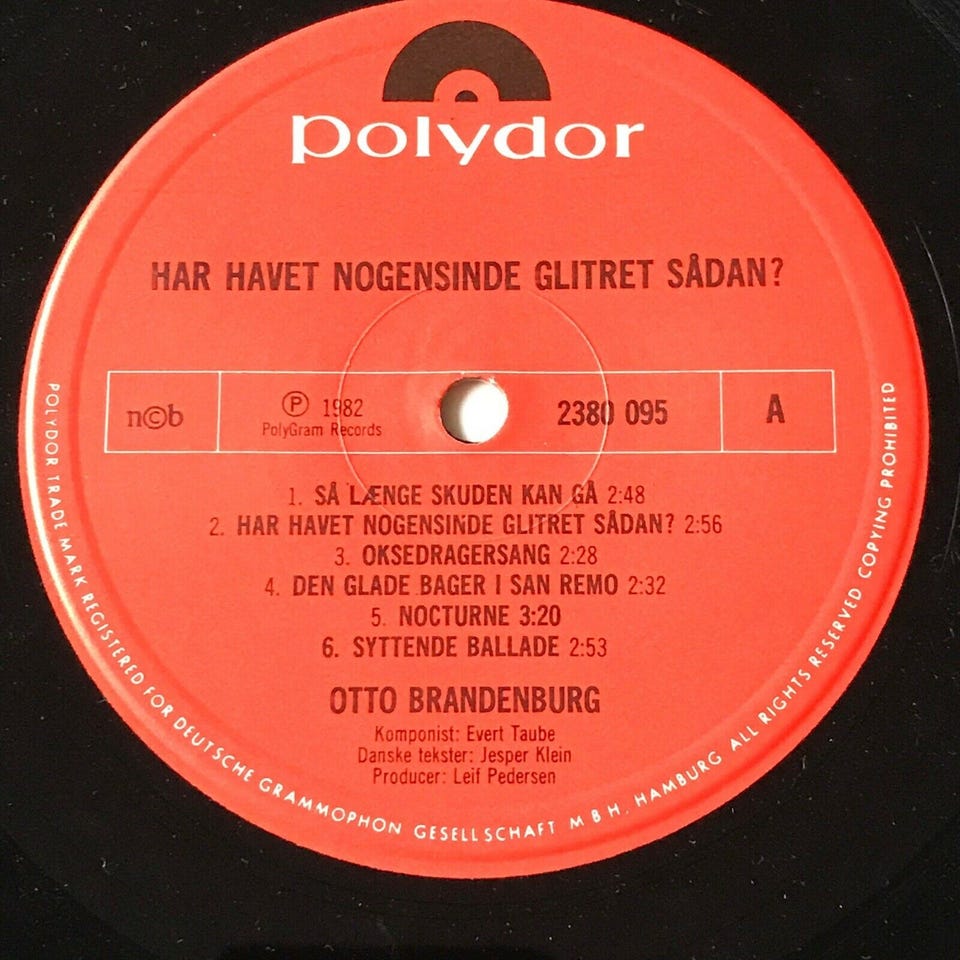 polydor
HAR HAVET NOGENSINDE GLITRET SÅDAN?
n©b
℗ 1982
PolyGram Records
2380 095
A
1. SÅ LÆNGE SKUDEN KAN GÅ 2:48
2. HAR HAVET NOGENSINDE GLITRET SÅDAN? 2:56
3. OKSEDRAGERSANG 2:28
4. DEN GLADE BAGER I SAN REMO 2:32
5. NOCTURNE 3:20
6. SYTTENDE BALLADE 2:53
OTTO BRANDENBURG
Komponist: Evert Taube
Danske tekster: Jesper Klein
Producer: Leif Pedersen
POLYDOR TRADE MARK REGISTERED FOR DEUTSCHE GRAMMOPHON GESELLSCHAFT M B H. HAMBURG ALL RIGHTS RESERVED COPYING PROHIBITED